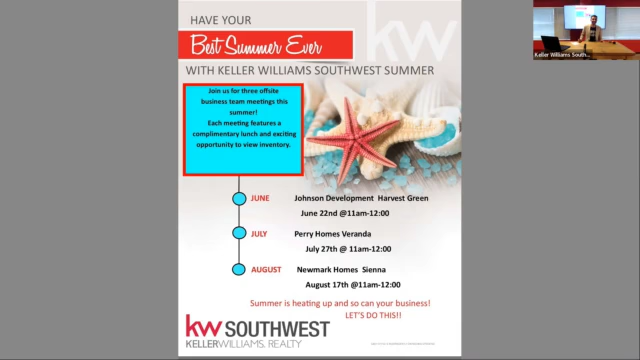 HAVE YOUR
kw
Best Summer Ever
WITH KELLER WILLIAMS SOUTHWEST SUMMER
Join us for three offsite
business team meetings this
summer!
Each meeting features a
complimentary lunch and exciting
opportunity to view inventory.
JUNE Johnson Development Harvest Green
June 22nd @11am-12:00
JULY Perry Homes Veranda
July 27th @ 11am-12:00
AUGUST Newmark Homes Sienna
August 17th @11am-12:00
Summer is heating up and so can your business!
LET'S DO THIS!!
kw SOUTHWEST
KELLERWILLIAMS. REALTY
Keller Williams South...